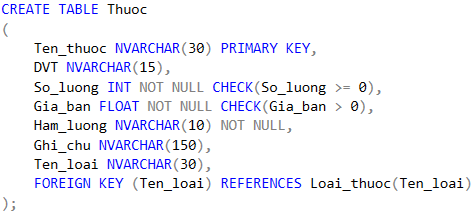 CREATE TABLE Thuoc
(
    Ten_thuoc NVARCHAR(30) PRIMARY KEY,
    DVT NVARCHAR(15),
    So_luong INT NOT NULL CHECK(So_luong >= 0),
    Gia_ban FLOAT NOT NULL CHECK(Gia_ban > 0),
    Ham_luong NVARCHAR(10) NOT NULL,
    Ghi_chu NVARCHAR(150),
    Ten_loai NVARCHAR(30),
    FOREIGN KEY (Ten_loai) REFERENCES Loai_thuoc(Ten_loai)
);